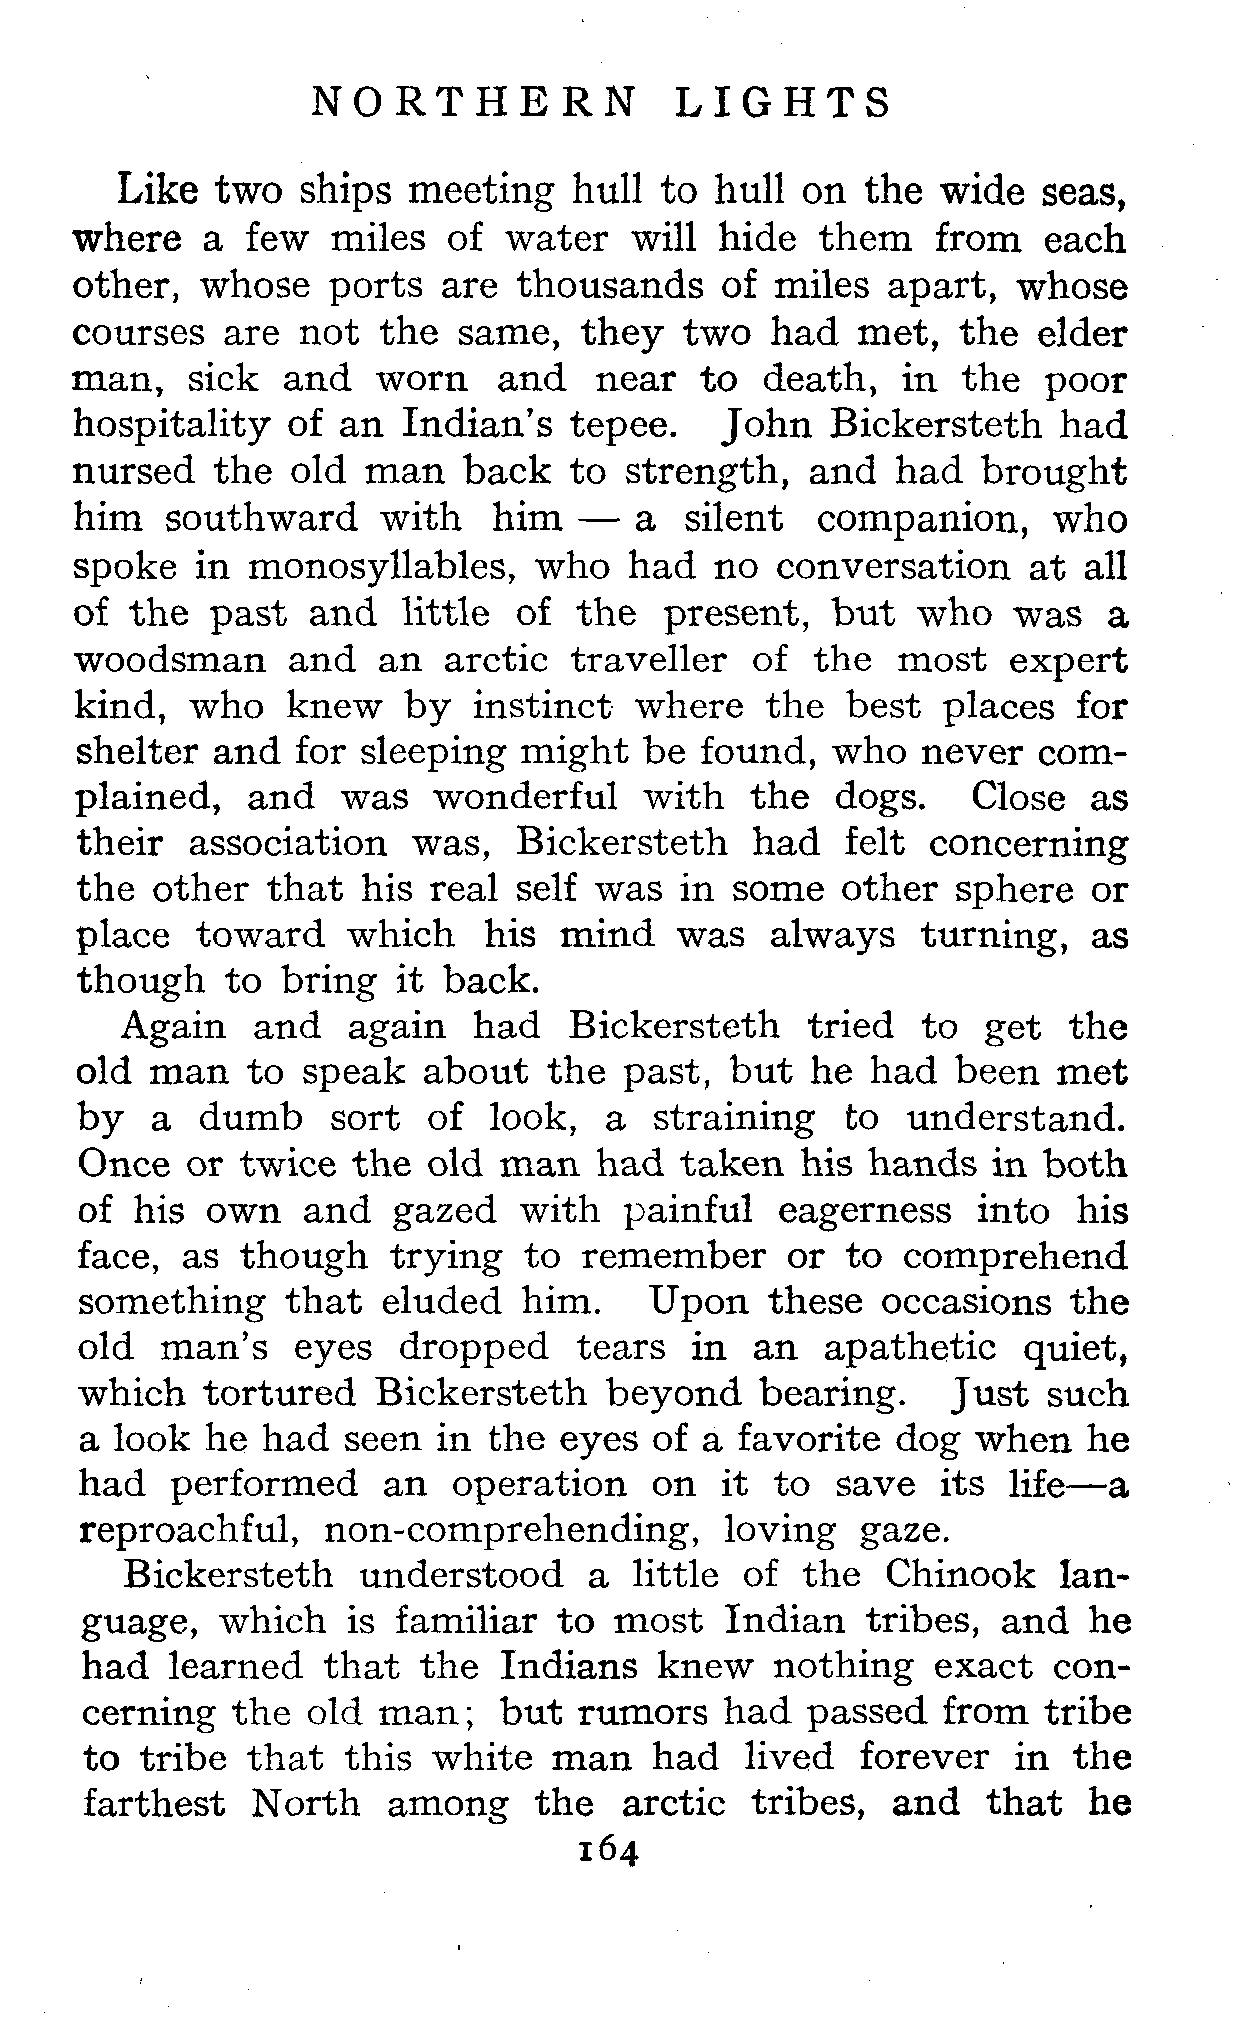 NORTHERN LIGHTS
Like two ships meeting hull to hull on the wide seas,
where a few miles of water will hide them from each
other, whose ports are thousands of miles apart, whose
courses are not the same, they two had met, the elder
man, sick and worn and near to death, in the poor
hospitality of an Indian's tepee. John Bickersteth had
nursed the old man back to strength, and had brought
him southward with him — a silent companion, who
spoke in monosyllables, who had no conversation at all
of the past and little of the present, but who was a
woodsman and an arctic traveller of the most expert
kind, who knew by instinct where the best places for
shelter and for sleeping might be found, who never com-
plained, and was wonderful with the dogs. Close as
their association was, Bickersteth had felt concerning
the other that his real self was in some other sphere or
place toward which his mind was always turning, as
though to bring it back.
Again and again had Bickersteth tried to get the
old man to speak about the past, but he had been met
by a dumb sort of look, a straining to understand.
Once or twice the old man had taken his hands in both
of his own and gazed with painful eagerness into his
face, as though trying to remember or to comprehend
something that eluded him. Upon these occasions the
old man's eyes dropped tears in an apathetic quiet,
which tortured Bickersteth beyond bearing. Just such
a look he had seen in the eyes of a favorite dog when he
had performed an operation on it to save its life—a
reproachful, non-comprehending, loving gaze.
Bickersteth understood a little of the Chinook lan-
guage, which is familiar to most Indian tribes, and he
had learned that the Indians knew nothing exact con-
cerning the old man; but rumors had passed from tribe
to tribe that this white man had lived forever in the
farthest North among the arctic tribes, and that he
164